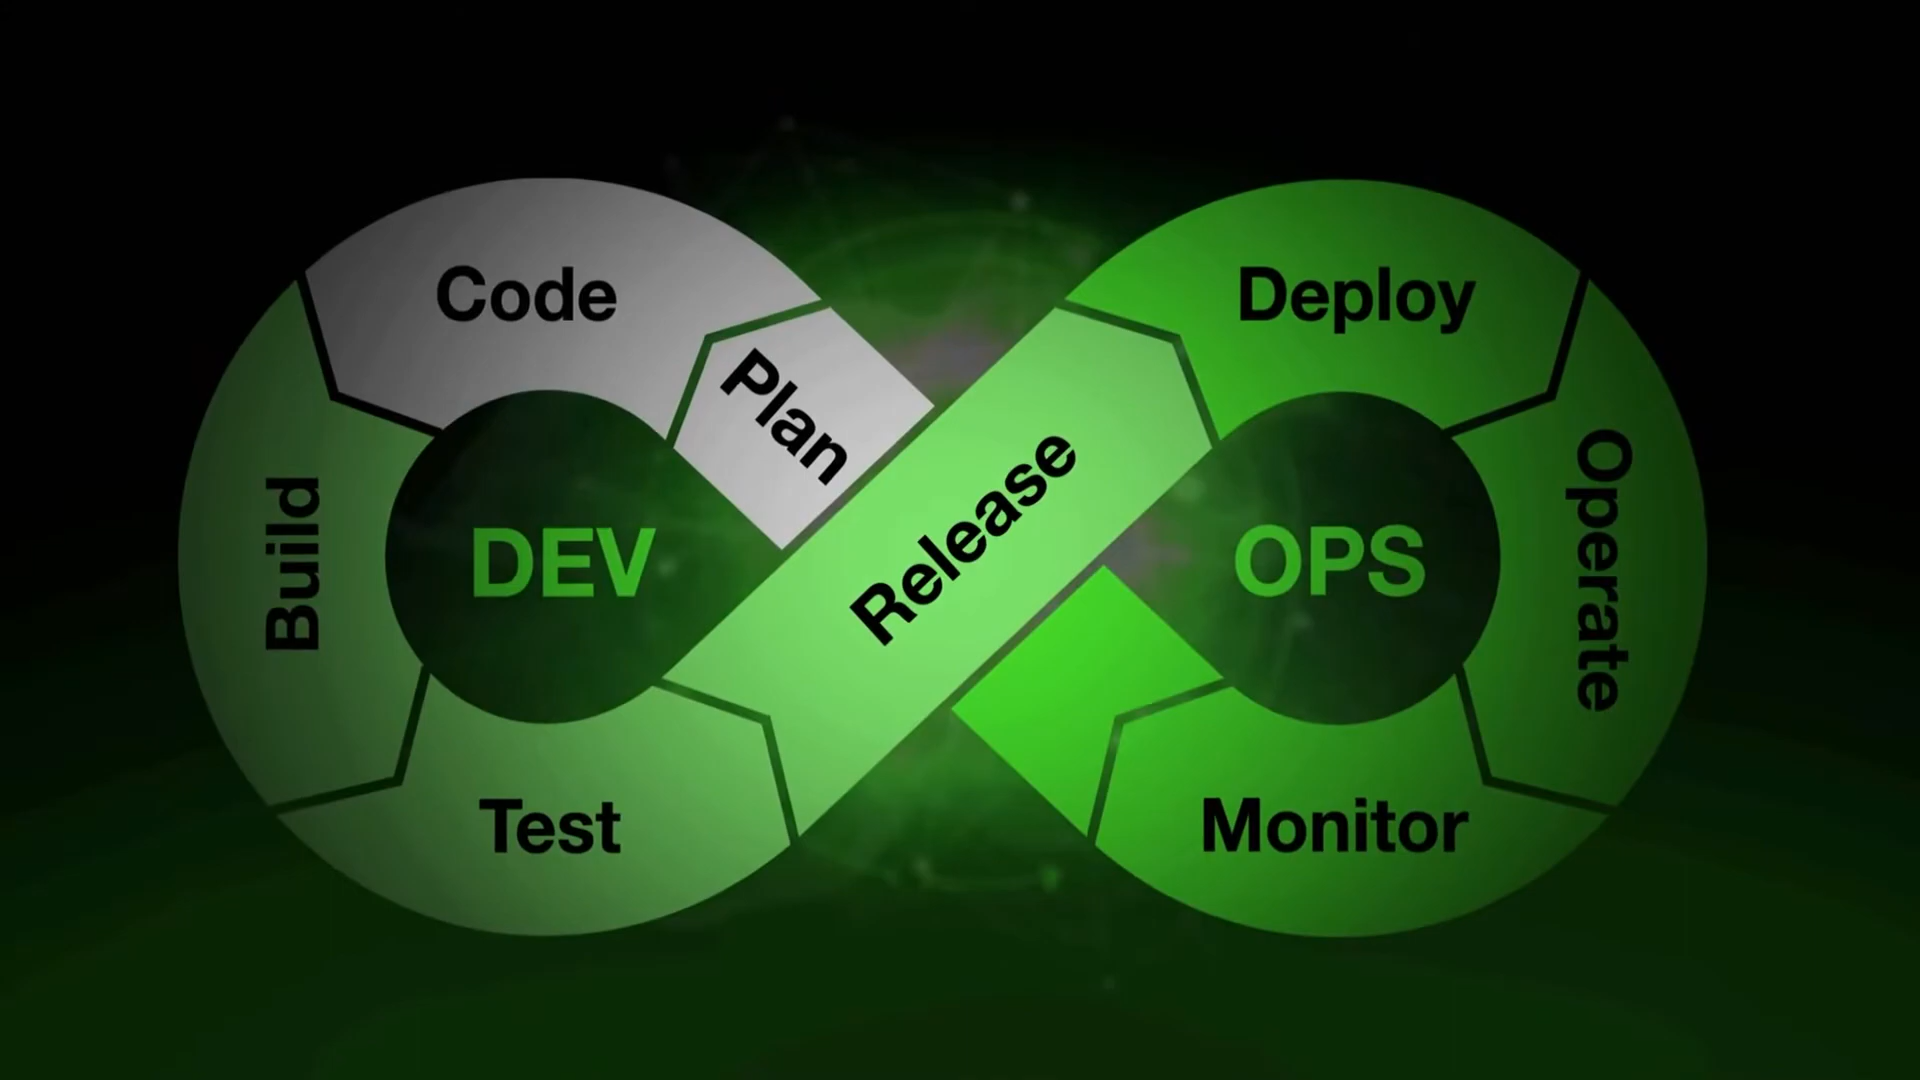 Code
Plan
Build
DEV
Test
Release
Deploy
Operate
OPS
Monitor